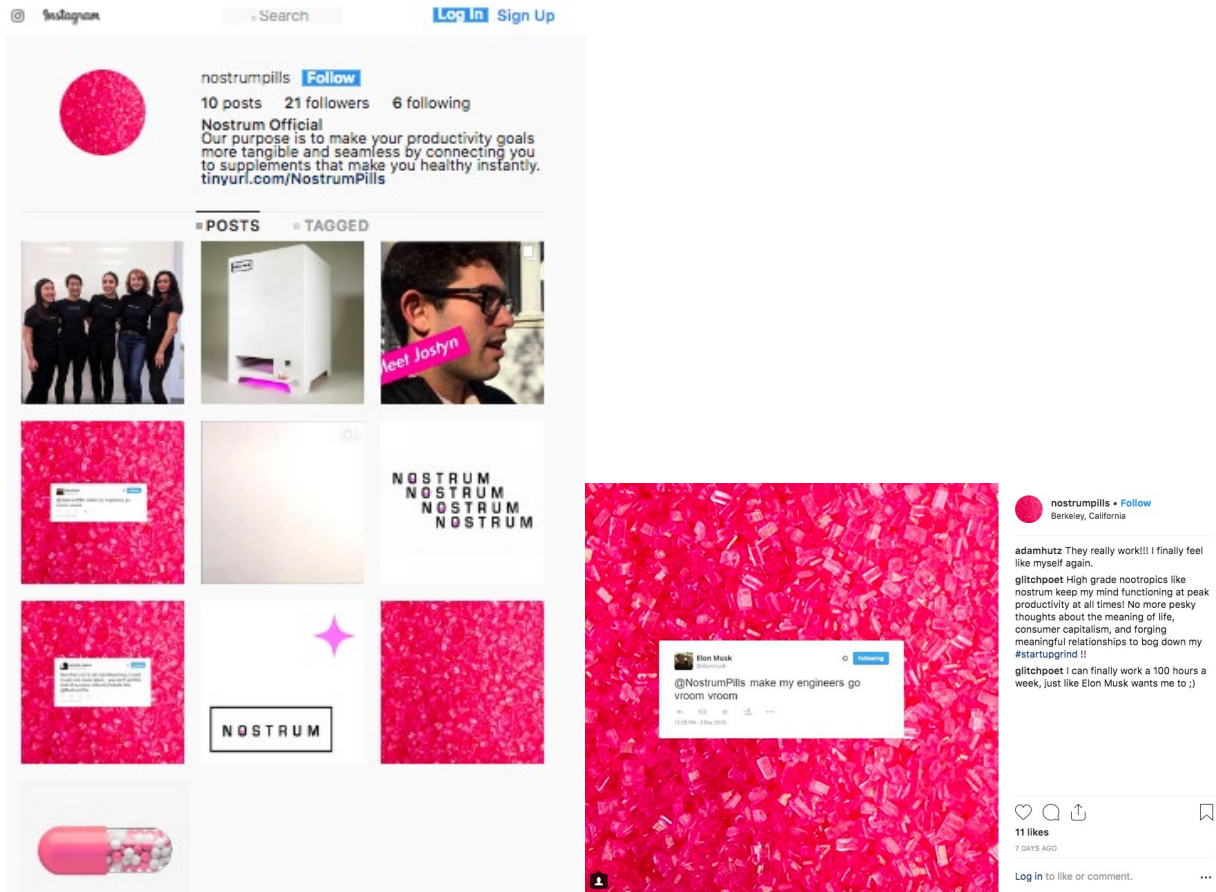 Instagram
Search
Log In Sign Up
nostrumpills Follow
10 posts 21 followers 6 following
Nostrum Official
Our purpose is to make your productivity goals
more tangible and seamless by connecting you
to supplements that make you healthy instantly.
tinyurl.com/NostrumPills
POSTS TAGGED
Meet Jostyn
NOSTRUM
NOSTRUM
NOSTRUM
NOSTRUM
NOSTRUM
Elon Musk
Following
@NostrumPills make my engineers go
vroom vroom
nostrumpills • Follow
Berkeley, California
adamhutz They really work!!! I finally feel
like myself again.
glitchpoet High grade nootropics like
nostrum keep my mind functioning at peak
productivity at all times! No more pesky
thoughts about the meaning of life,
consumer capitalism, and forging
meaningful relationships to bog down my
#startupgrind !!
glitchpoet I can finally work a 100 hours a
week, just like Elon Musk wants me to ;)
11 likes
7 DAYS AGO
Log in to like or comment.